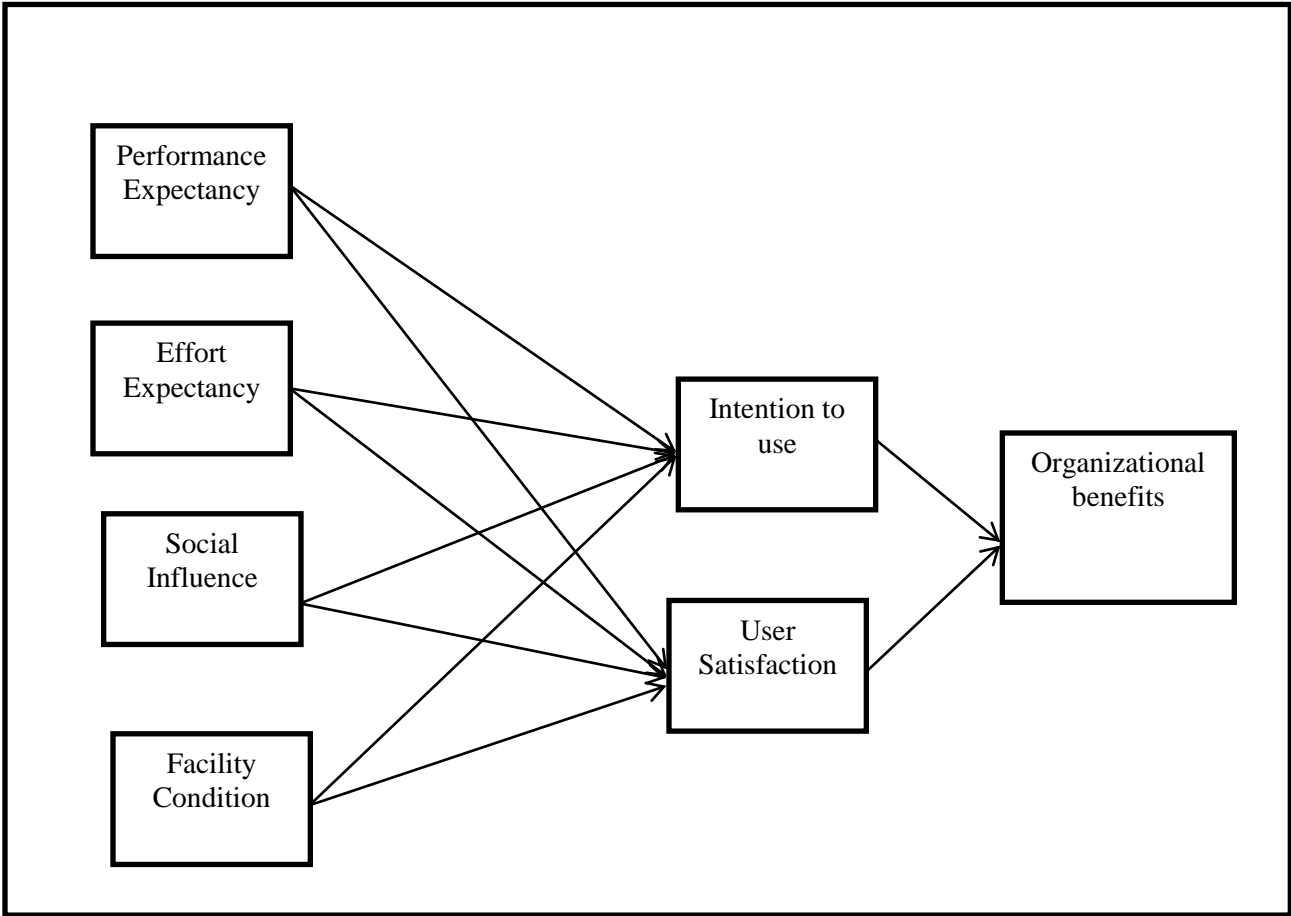 Performance
Expectancy
Effort
Expectancy
Social
Influence
Facility
Condition
Intention to
use
User
Satisfaction
Organizational
benefits